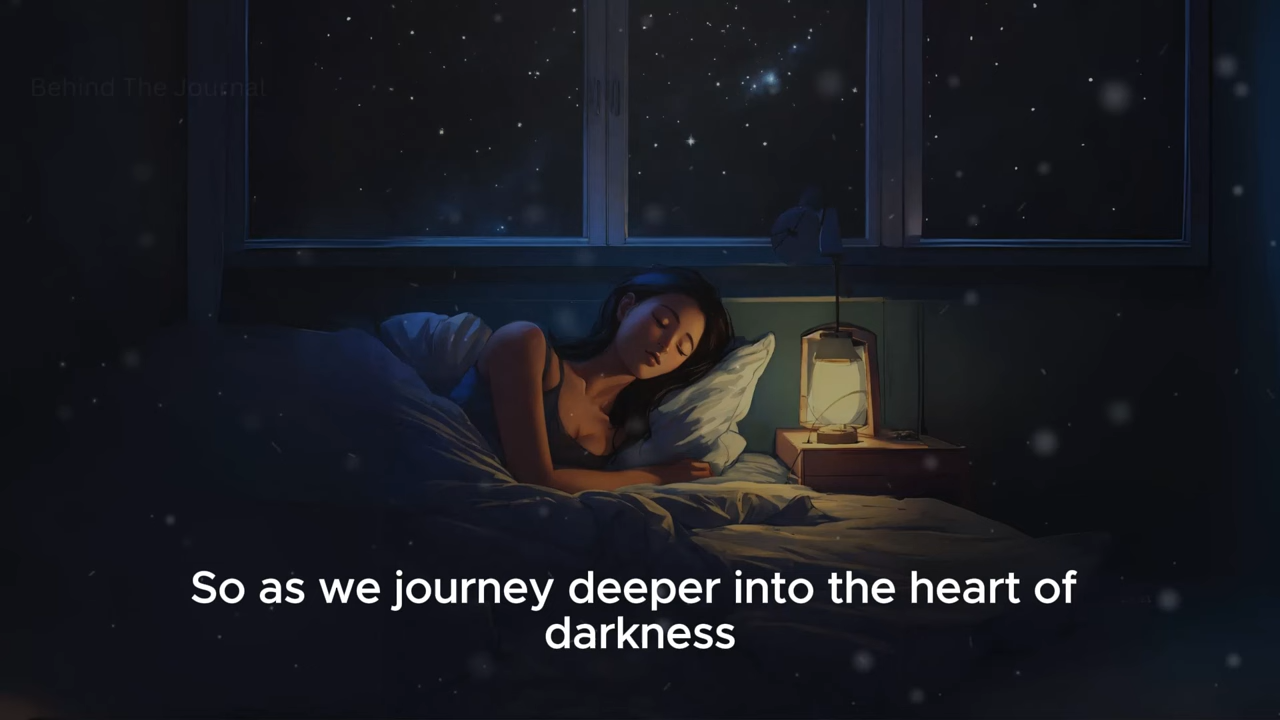 Behind The Journal
So as we journey deeper into the heart of
darkness